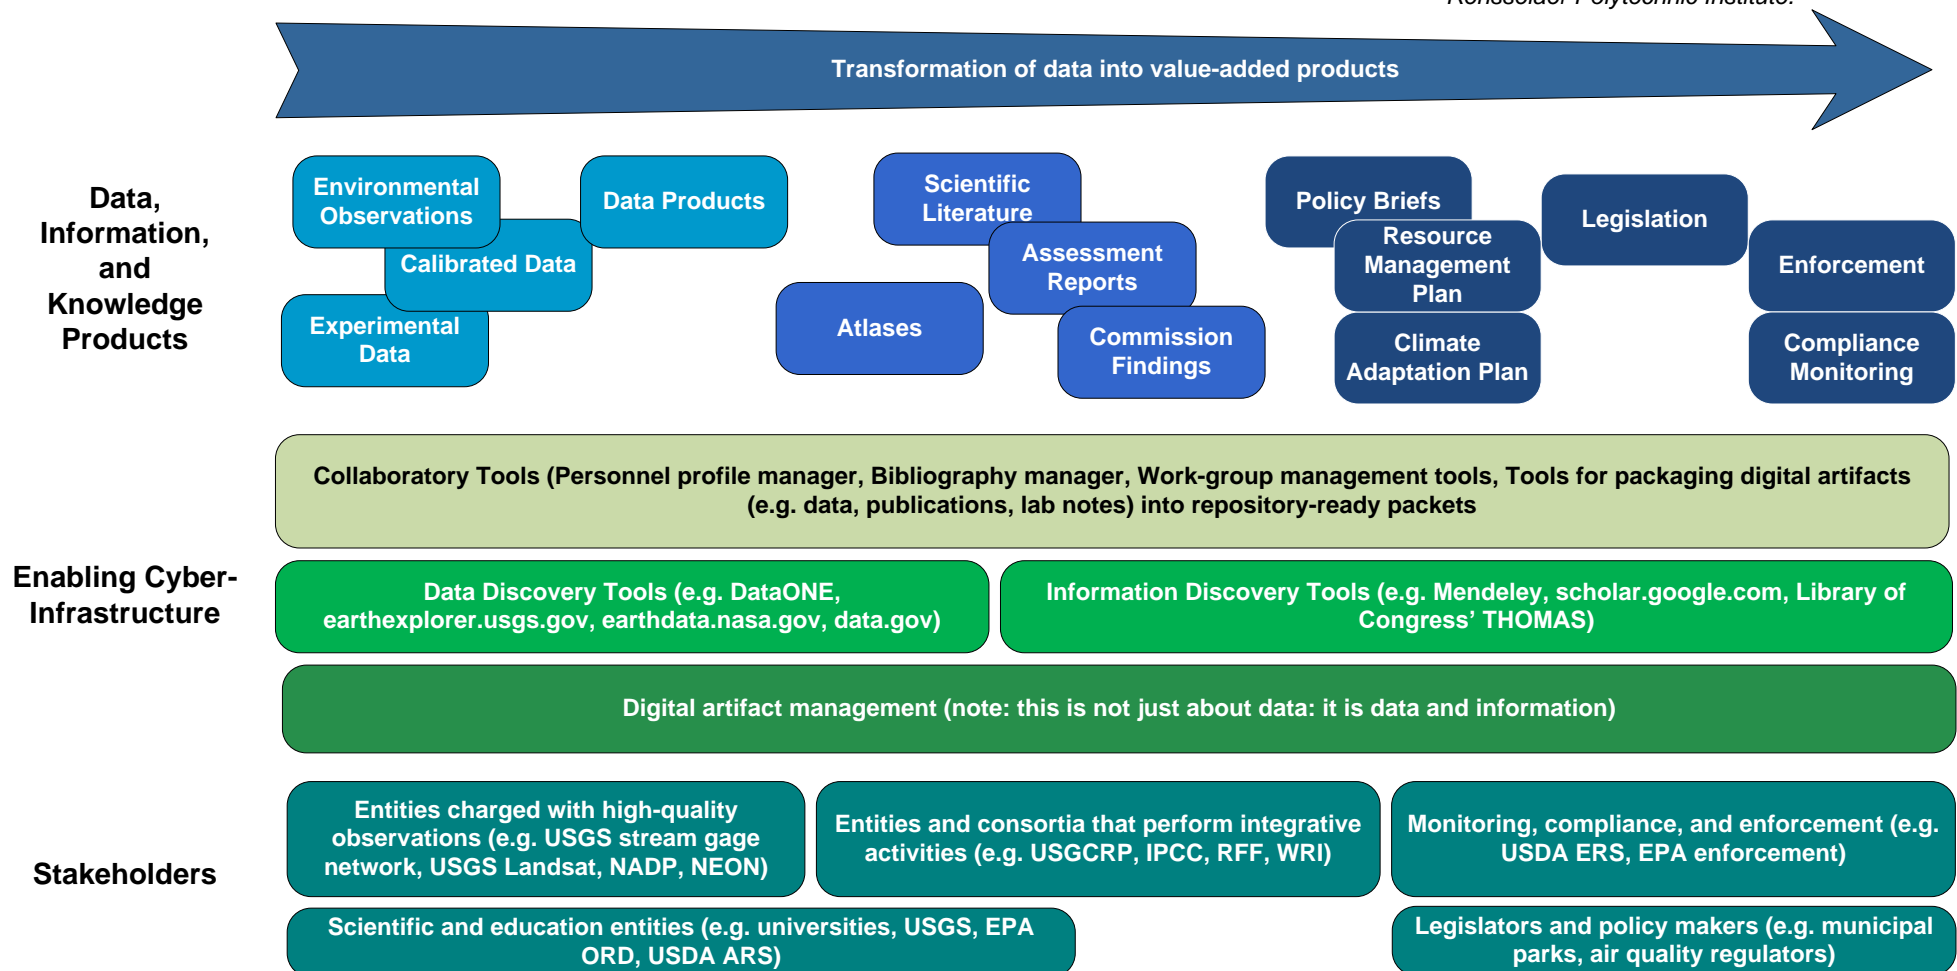 Rensselaer Polytechnic Institute.
Transformation of data into value-added products
Data,
Information,
and
Knowledge
Products
Environmental
Observations
Calibrated Data
Experimental
Data
Data Products
Scientific
Literature
Assessment
Reports
Atlases
Commission
Findings
Policy Briefs
Resource
Management
Plan
Climate
Adaptation Plan
Legislation
Enforcement
Compliance
Monitoring
Enabling Cyber-
Infrastructure
Collaboratory Tools (Personnel profile manager, Bibliography manager, Work-group management tools, Tools for packaging digital artifacts
(e.g. data, publications, lab notes) into repository-ready packets
Data Discovery Tools (e.g. DataONE,
earthexplorer.usgs.gov, earthdata.nasa.gov, data.gov)
Information Discovery Tools (e.g. Mendeley, scholar.google.com, Library of
Congress’ THOMAS)
Digital artifact management (note: this is not just about data: it is data and information)
Stakeholders
Entities charged with high-quality
observations (e.g. USGS stream gage
network, USGS Landsat, NADP, NEON)
Entities and consortia that perform integrative
activities (e.g. USGCRP, IPCC, RFF, WRI)
Monitoring, compliance, and enforcement (e.g.
USDA ERS, EPA enforcement)
Scientific and education entities (e.g. universities, USGS, EPA
ORD, USDA ARS)
Legislators and policy makers (e.g. municipal
parks, air quality regulators)